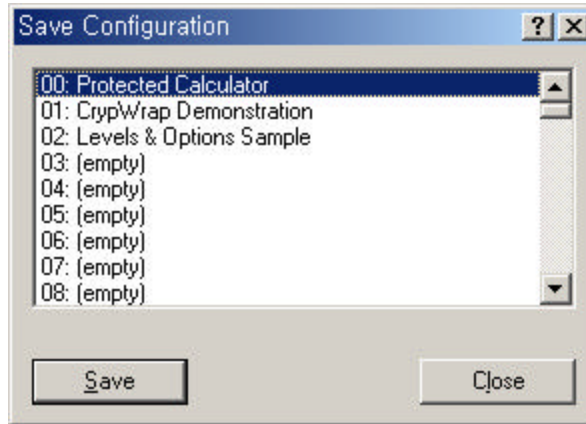 Save Configuration
00: Protected Calculator
01: CrypWrap Demonstration
02: Levels & Options Sample
03: (empty)
04: (empty)
05: (empty)
06: (empty)
07: (empty)
08: (empty)
Save Close